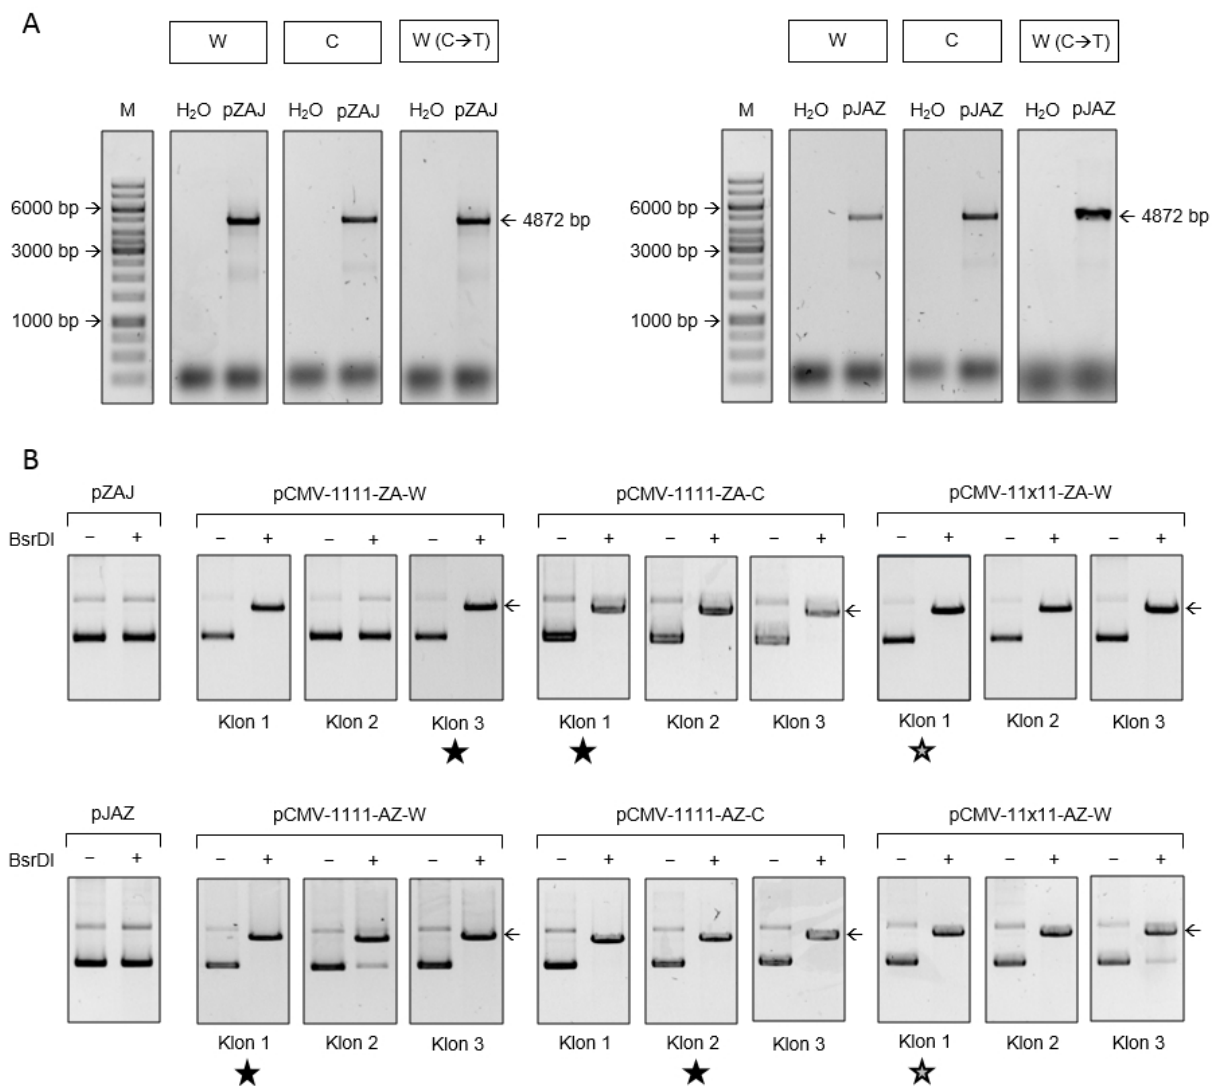 A
W C W (C→T) W C W (C→T)
M H₂O pZAJ H₂O pZAJ H₂O pZAJ M H₂O pJAZ H₂O pJAZ H₂O pJAZ
6000 bp → ← 4872 bp 6000 bp → ← 4872 bp
3000 bp → 3000 bp →
1000 bp → 1000 bp →
B
pZAJ pCMV-1111-ZA-W pCMV-1111-ZA-C pCMV-11x11-ZA-W
BsrDI − + − + − + − + − + − + − + − + − + − +
Klon 1 Klon 2 Klon 3 Klon 1 Klon 2 Klon 3 Klon 1 Klon 2 Klon 3
pJAZ pCMV-1111-AZ-W pCMV-1111-AZ-C pCMV-11x11-AZ-W
BsrDI − + − + − + − + − + − + − + − + − + − +
Klon 1 Klon 2 Klon 3 Klon 1 Klon 2 Klon 3 Klon 1 Klon 2 Klon 3